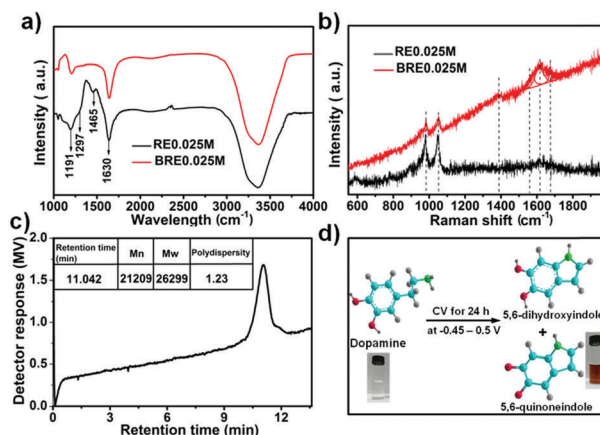 a)
Intensity ( a.u.)
1191
1297
1465
1630
RE0.025M
BRE0.025M
1000 1500 2000 2500 3000 3500 4000
Wavelength (cm-1)
b)
Intensity ( a.u.)
RE0.025M
BRE0.025M
600 800 1000 1200 1400 1600 1800
Raman shift (cm-1)
c)
Detector response (MV)
2.0
1.5
1.0
0.5
0.0
Retention time (min) Mn Mw Polydispersity
11.042 21209 26299 1.23
0 3 6 9 12
Retention time (min)
d)
Dopamine
CV for 24 h
at -0.45 – 0.5 V
5,6-dihydroxyindole
+
5,6-quinoneindole